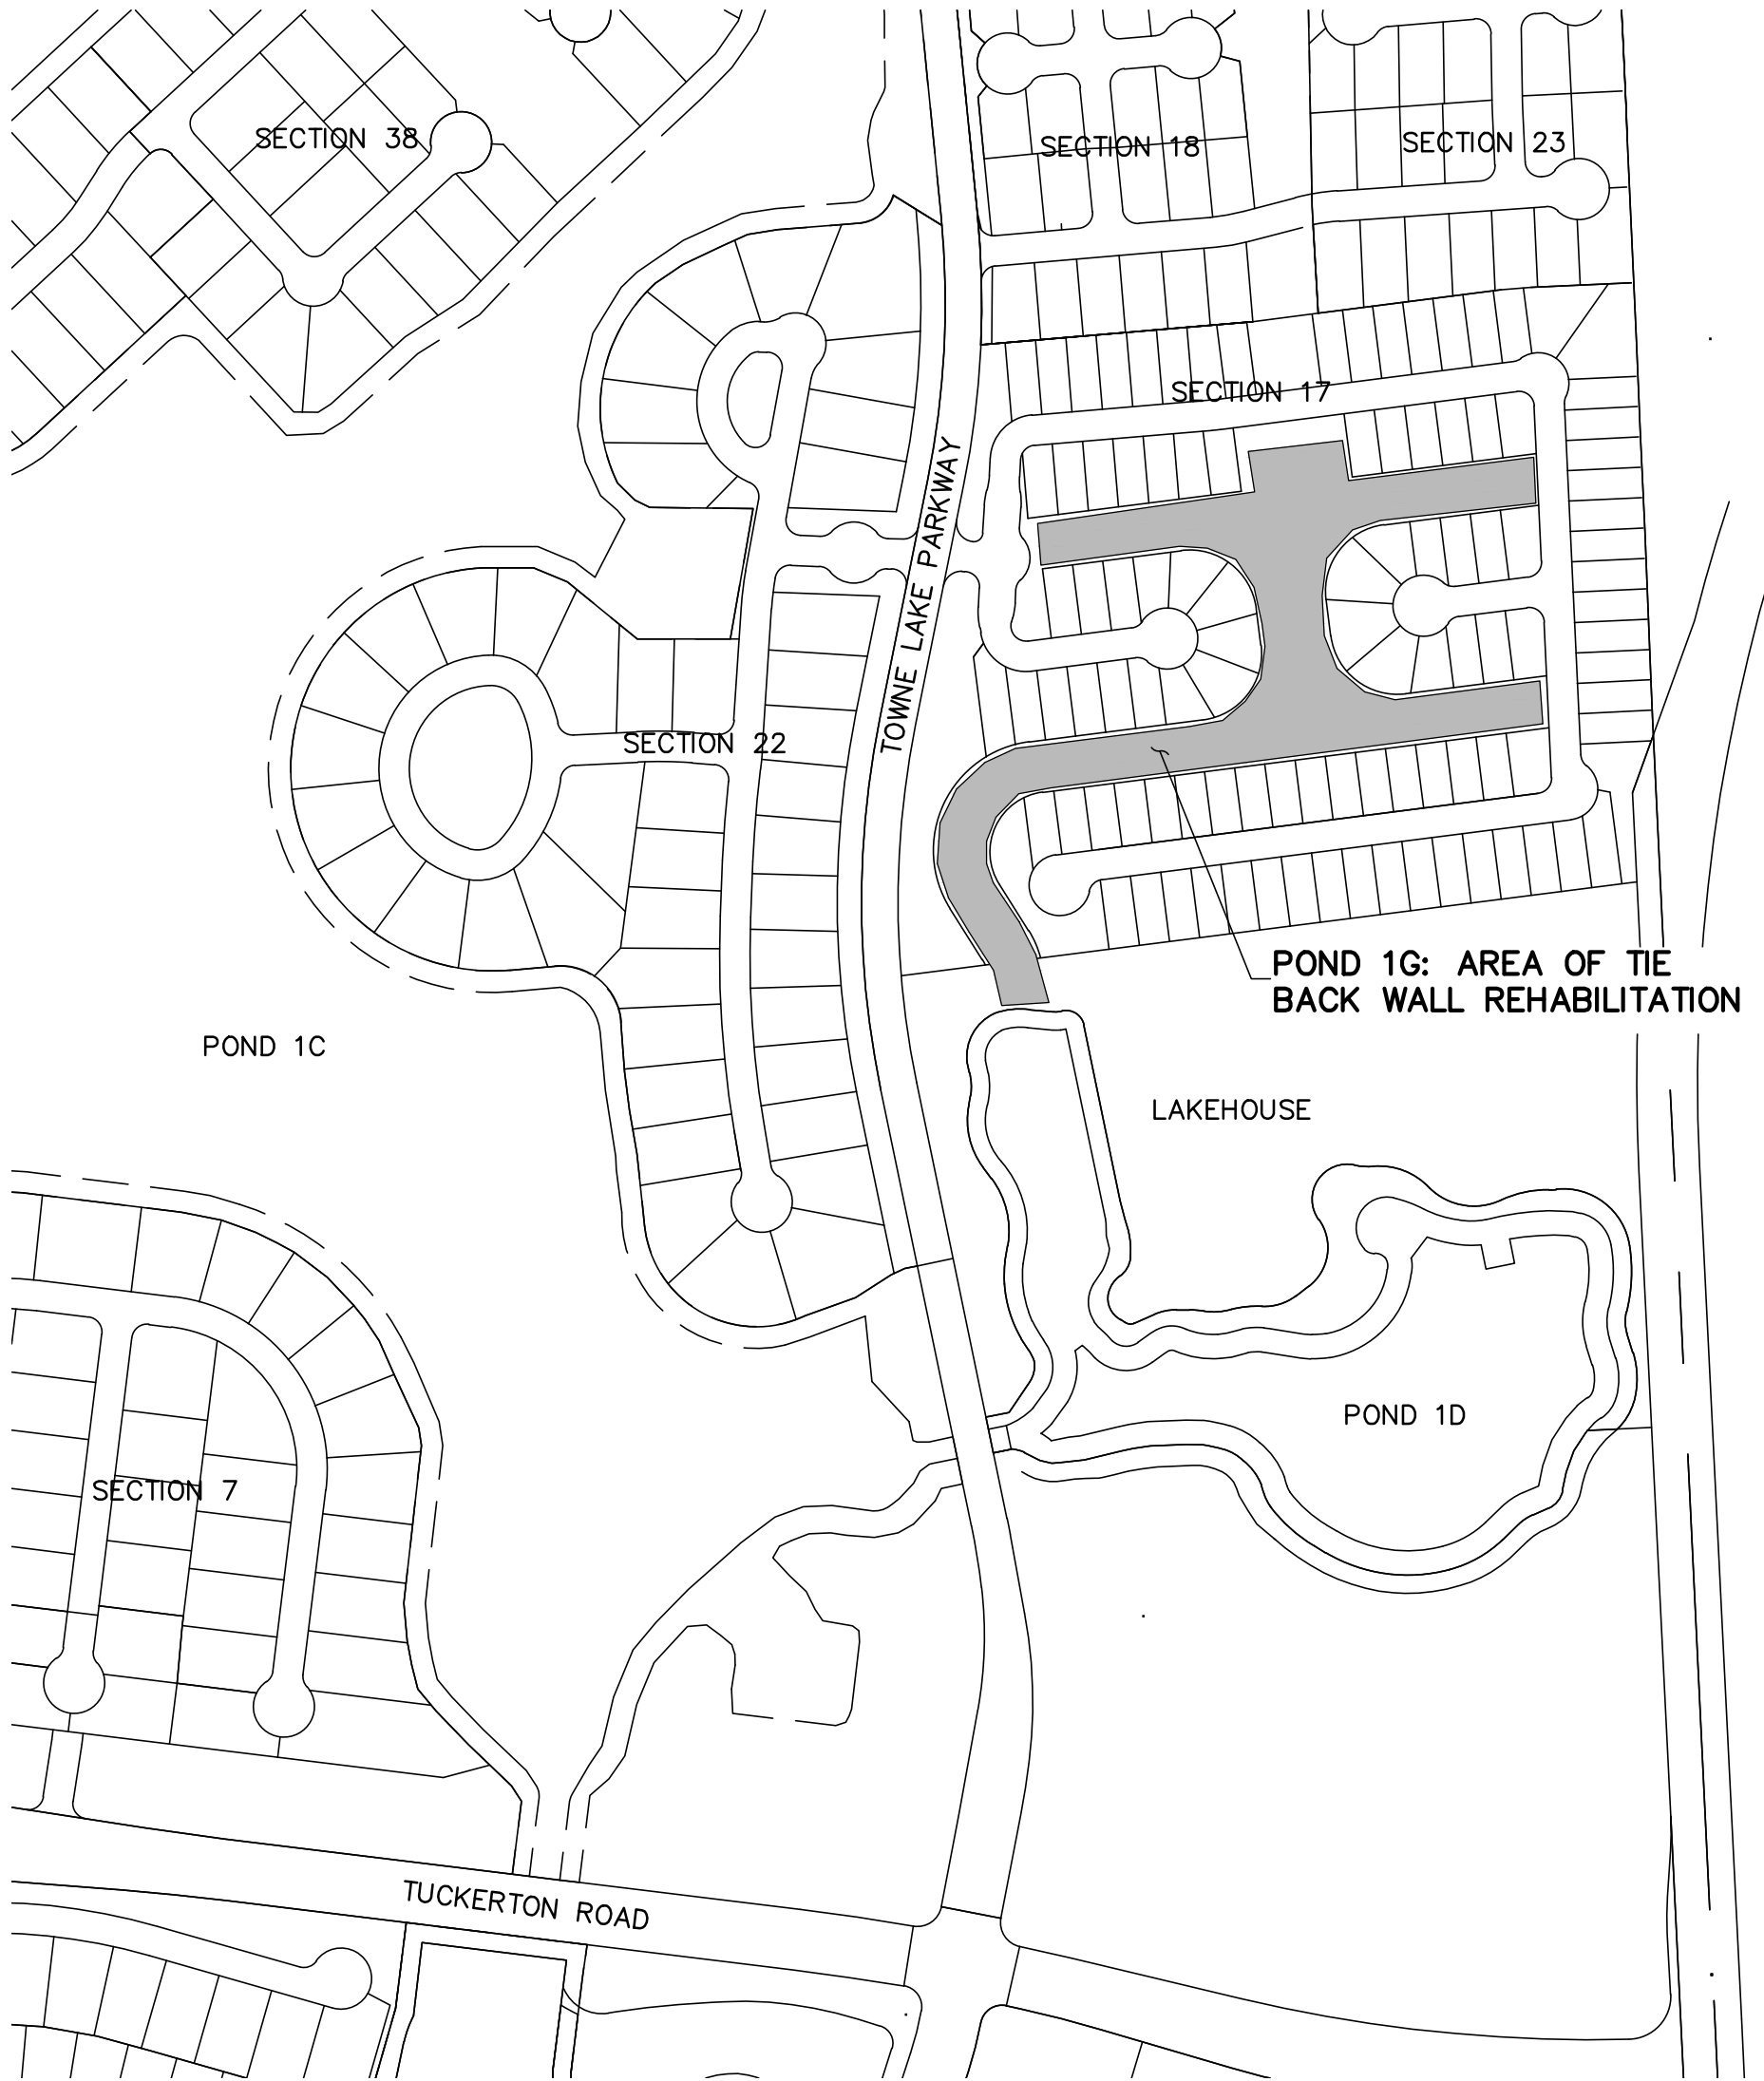 SECTION 38
SECTION 18
SECTION 23
SECTION 17
TOWNE LAKE PARKWAY
SECTION 22
POND 1G: AREA OF TIE
BACK WALL REHABILITATION
POND 1C
LAKEHOUSE
POND 1D
SECTION 7
TUCKERTON ROAD